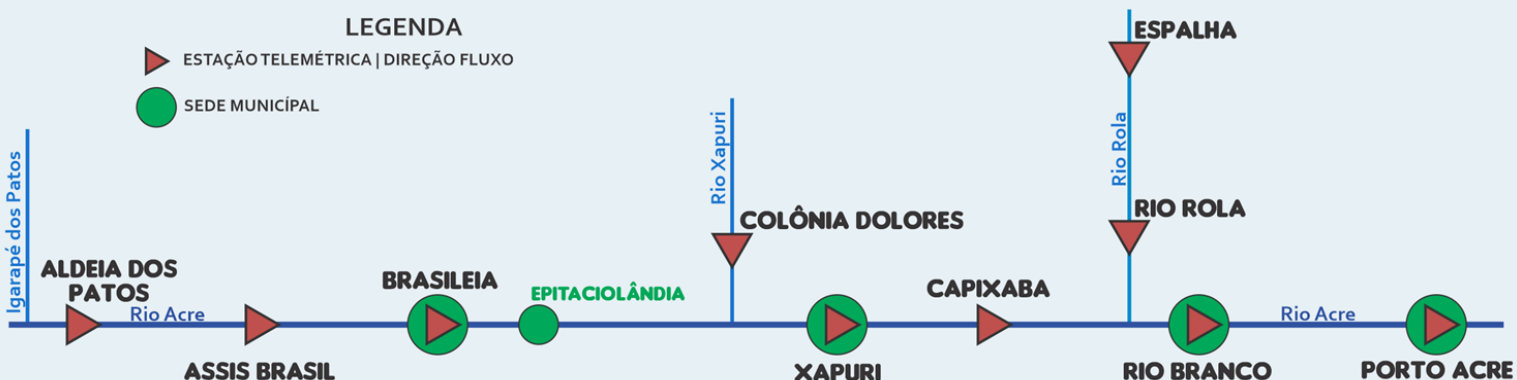 LEGENDA
ESTAÇÃO TELEMÉTRICA | DIREÇÃO FLUXO
SEDE MUNICÍPAL
Igarapé dos Patos
ALDEIA DOS
PATOS
Rio Acre
ASSIS BRASIL
BRASILEIA
EPITACIOLÂNDIA
Rio Xapuri
COLÔNIA DOLORES
XAPURI
CAPIXABA
ESPALHA
Rio Rola
RIO ROLA
RIO BRANCO
Rio Acre
PORTO ACRE